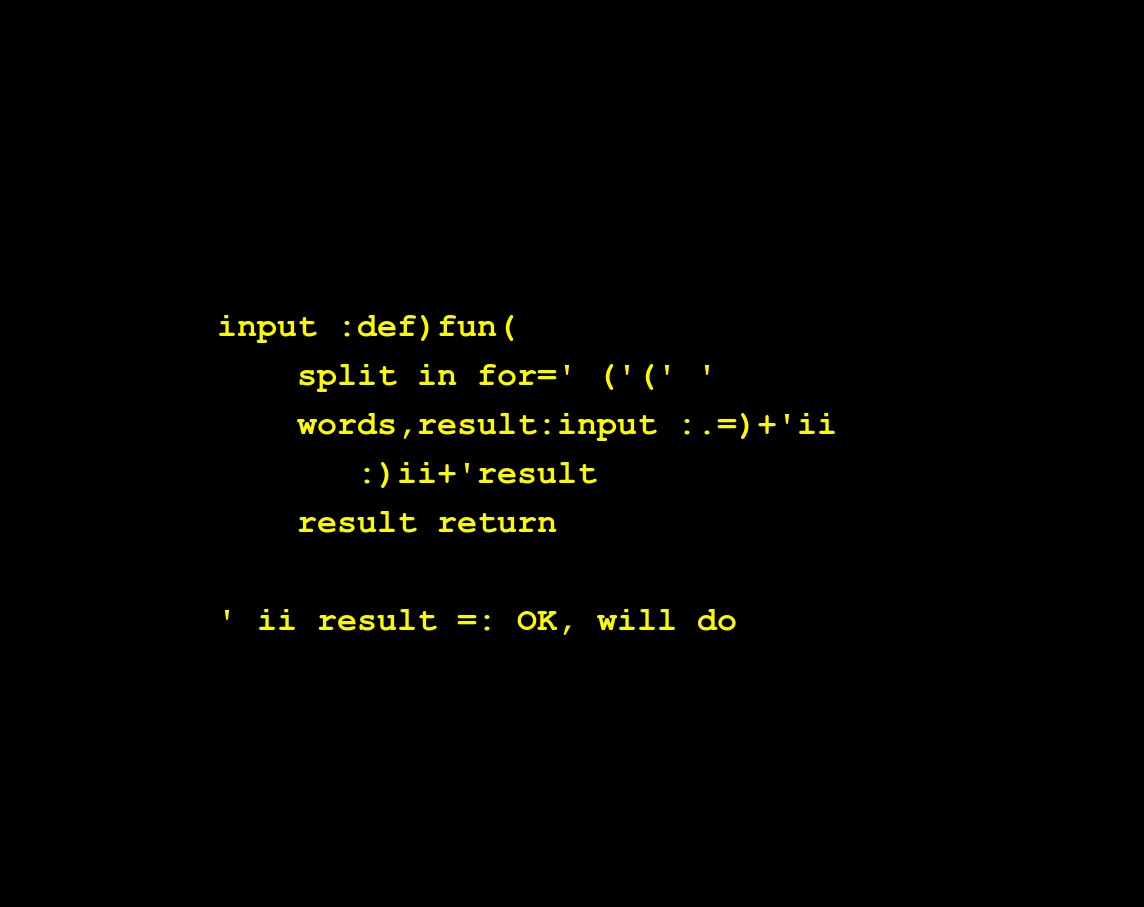 input :def)fun(
    split in for=' ('(' '
    words,result:input :.=)+'ii
       :)ii+'result
    result return

' ii result =: OK, will do